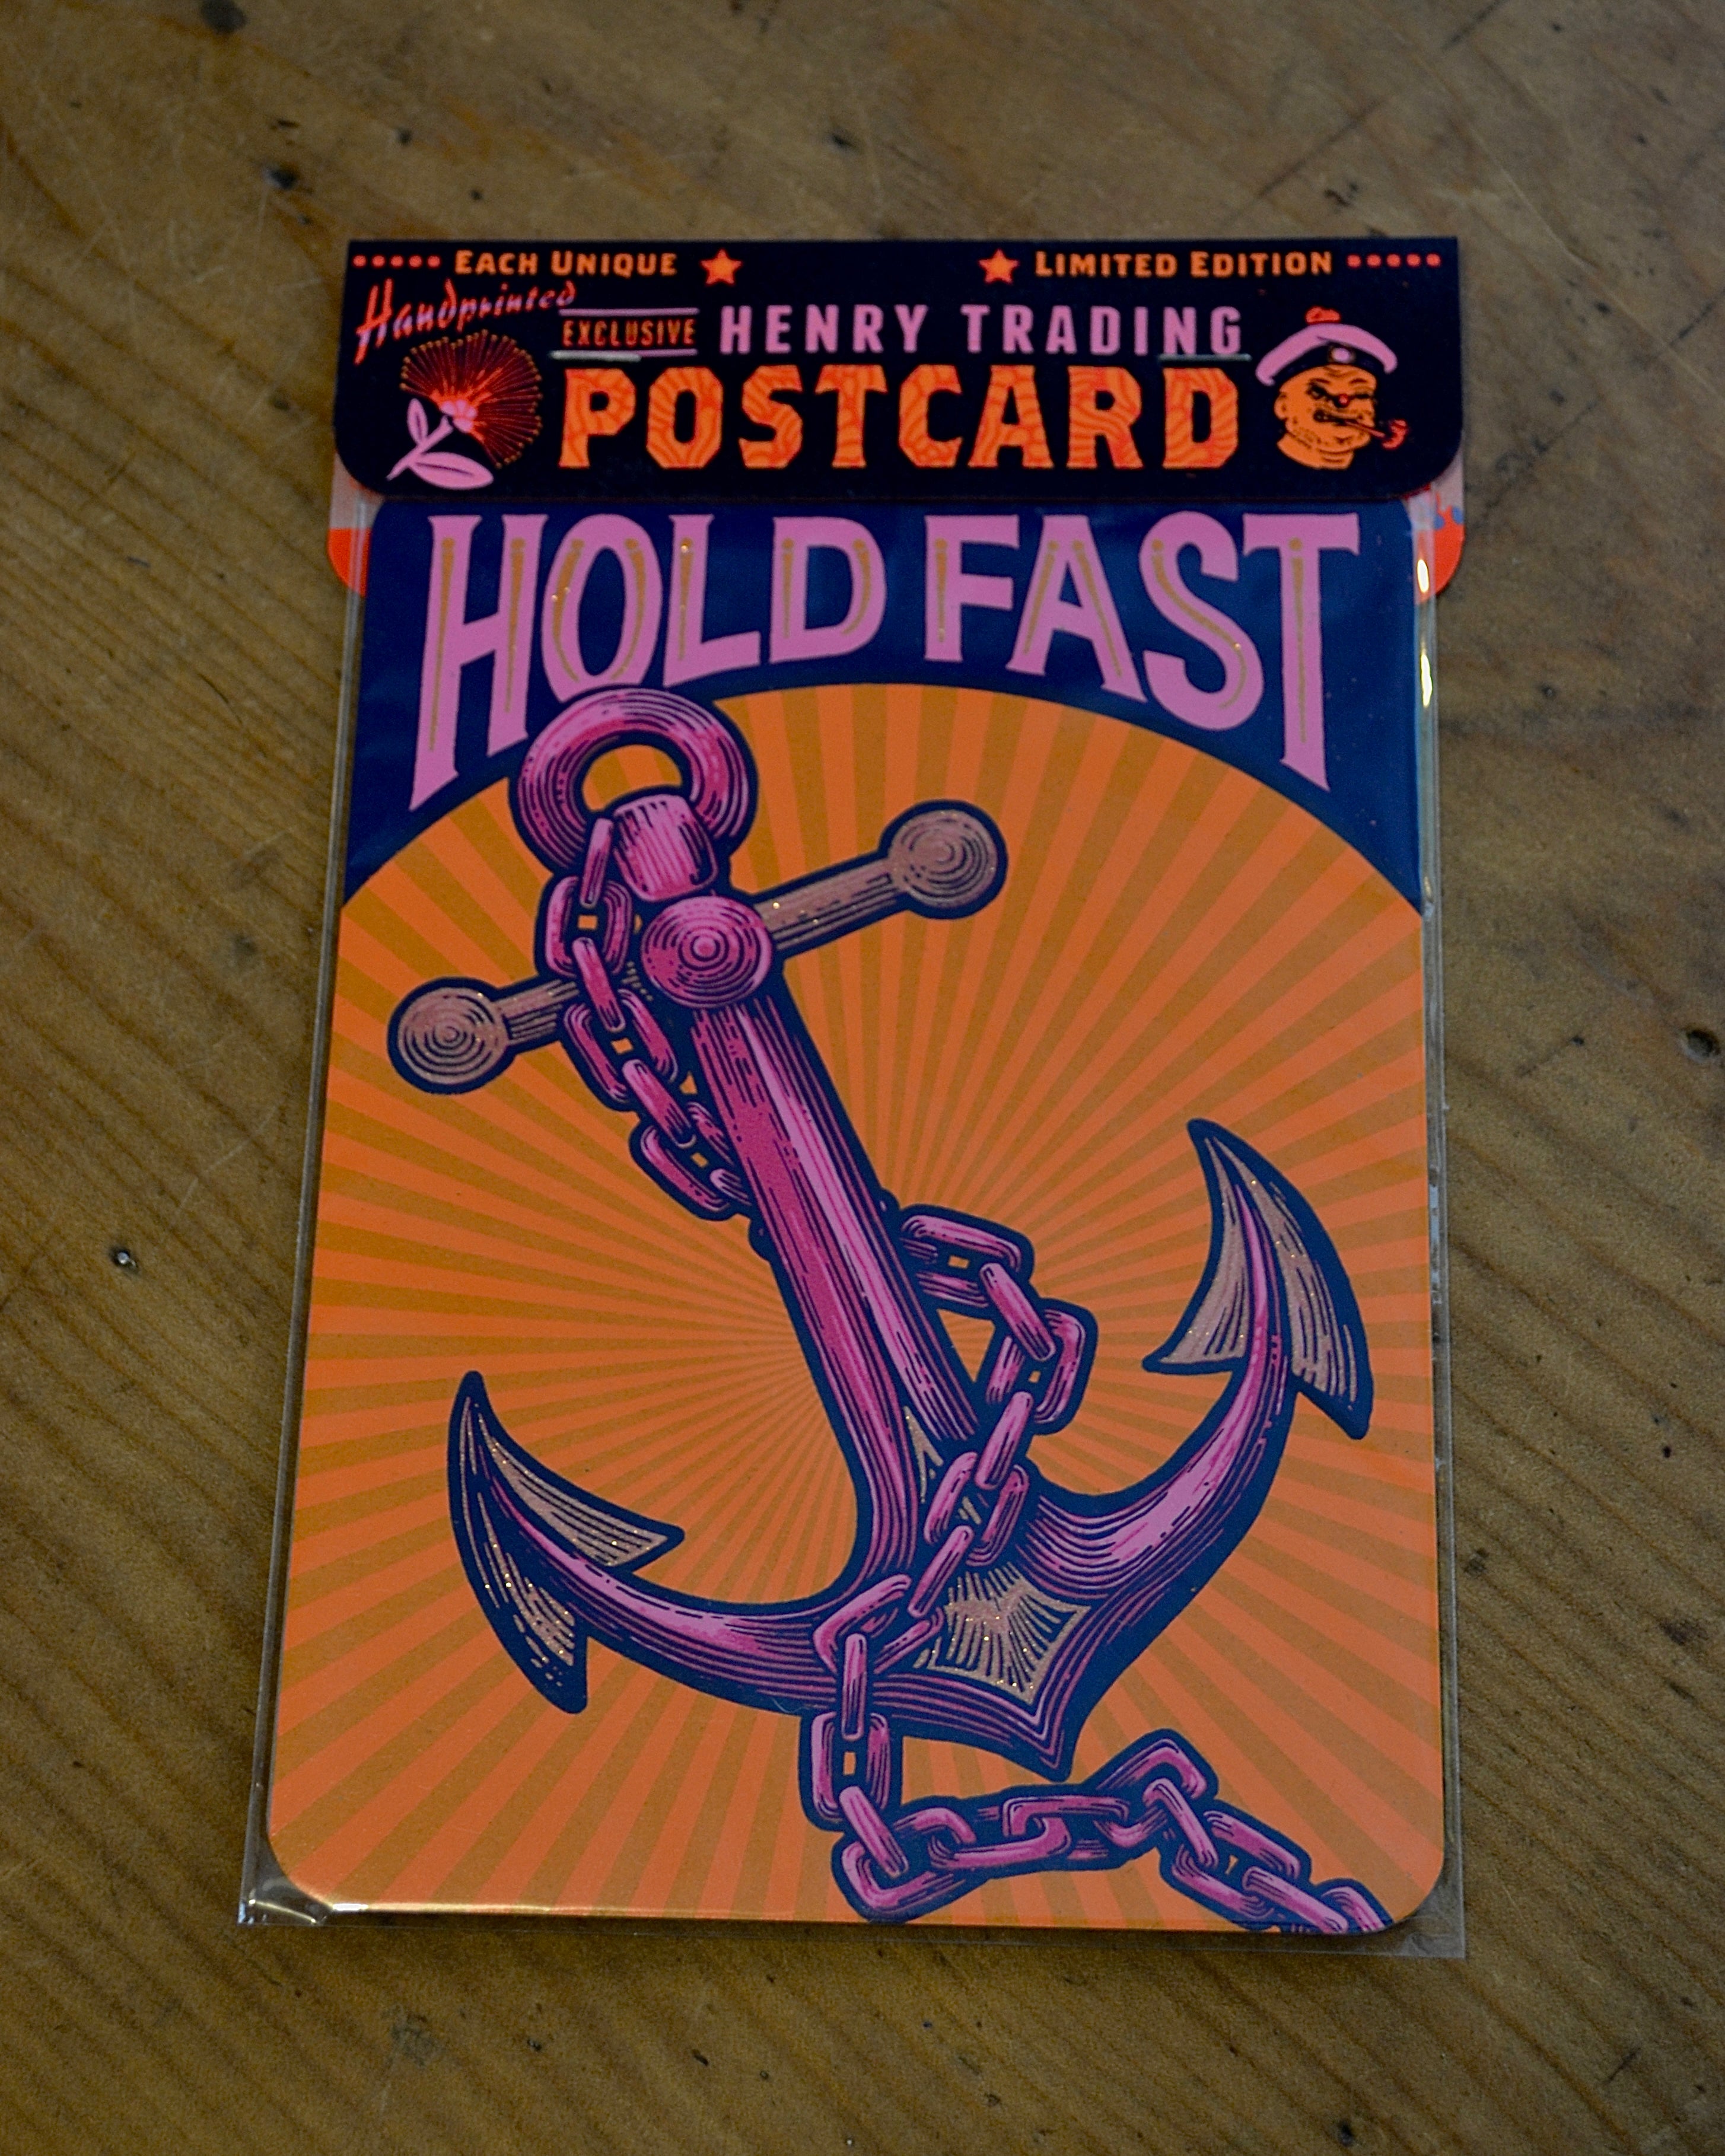 Each Unique
Limited Edition
Handprinted
EXCLUSIVE
HENRY TRADING
POSTCARD
HOLD FAST